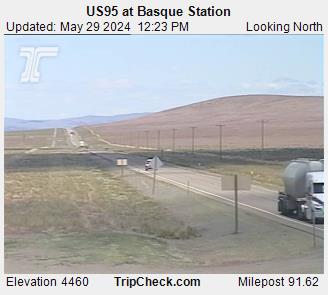 US95 at Basque Station
Updated: May 29 2024 12:23 PM Looking North
Elevation 4460 TripCheck.com Milepost 91.62